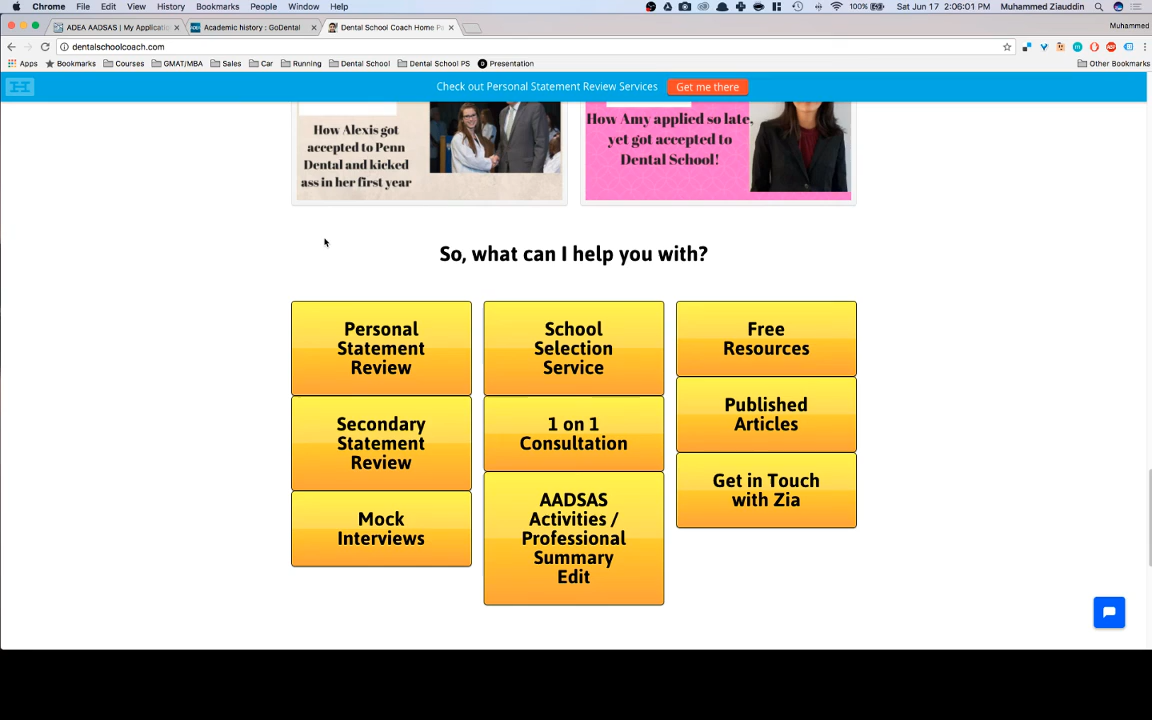 Chrome File Edit View History Bookmarks People Window Help 100% Sat Jun 17 2:06:01 PM Muhammed Ziauddin
ADEA AADSAS | My Applicatio
Academic history : GoDental
Dental School Coach Home Pa
Muhammed
dentalschoolcoach.com
Apps Bookmarks Courses GMAT/MBA Sales Car Running Dental School Dental School PS Presentation Other Bookmarks
Check out Personal Statement Review Services Get me there
How Alexis got
accepted to Penn
Dental and kicked
ass in her first year
How Amy applied so late,
yet got accepted to
Dental School!
So, what can I help you with?
Personal
Statement
Review
Secondary
Statement
Review
Mock
Interviews
School
Selection
Service
1 on 1
Consultation
AADSAS
Activities /
Professional
Summary
Edit
Free
Resources
Published
Articles
Get in Touch
with Zia